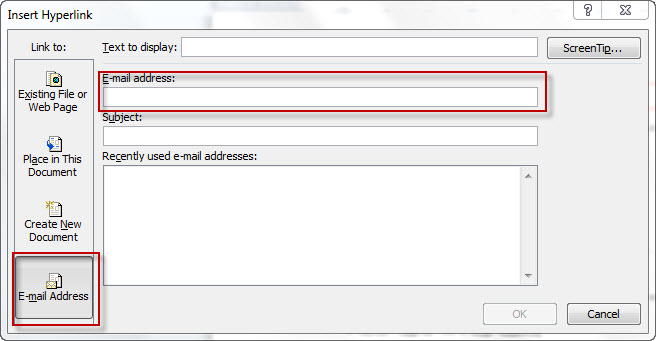 Insert Hyperlink
Link to:
Text to display:
ScreenTip...
Existing File or
Web Page
Place in This
Document
Create New
Document
E-mail Address
E-mail address:
Subject:
Recently used e-mail addresses:
OK
Cancel